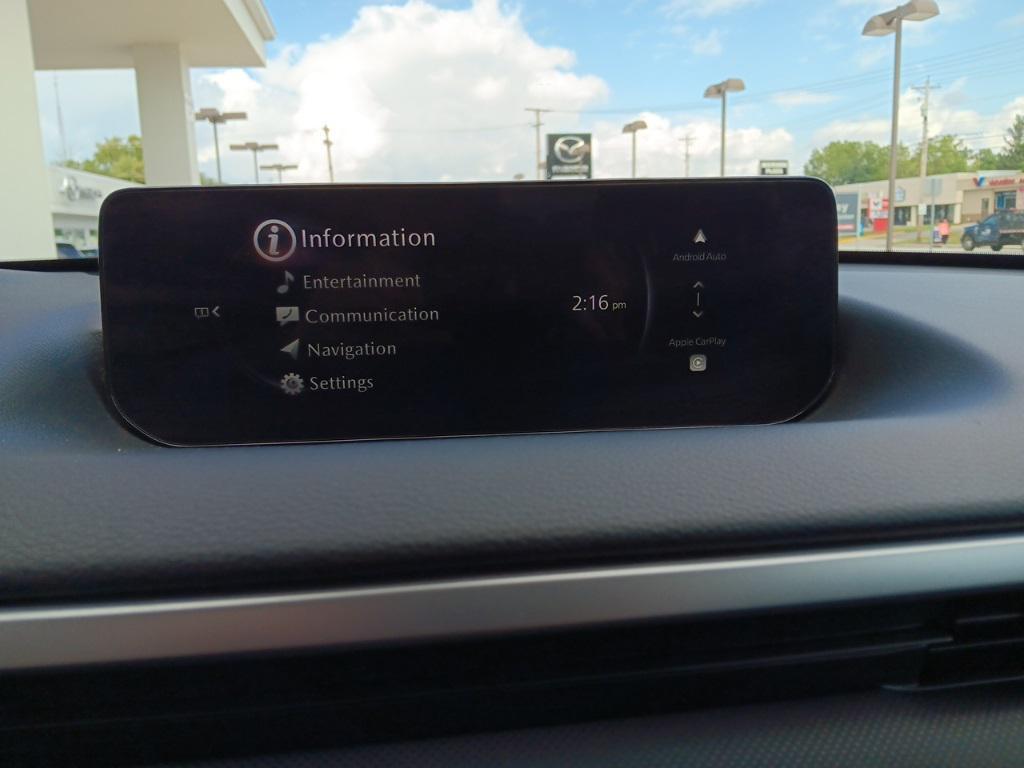 Information
Entertainment
Communication
Navigation
Settings
2:16 pm
Android Auto
Apple CarPlay